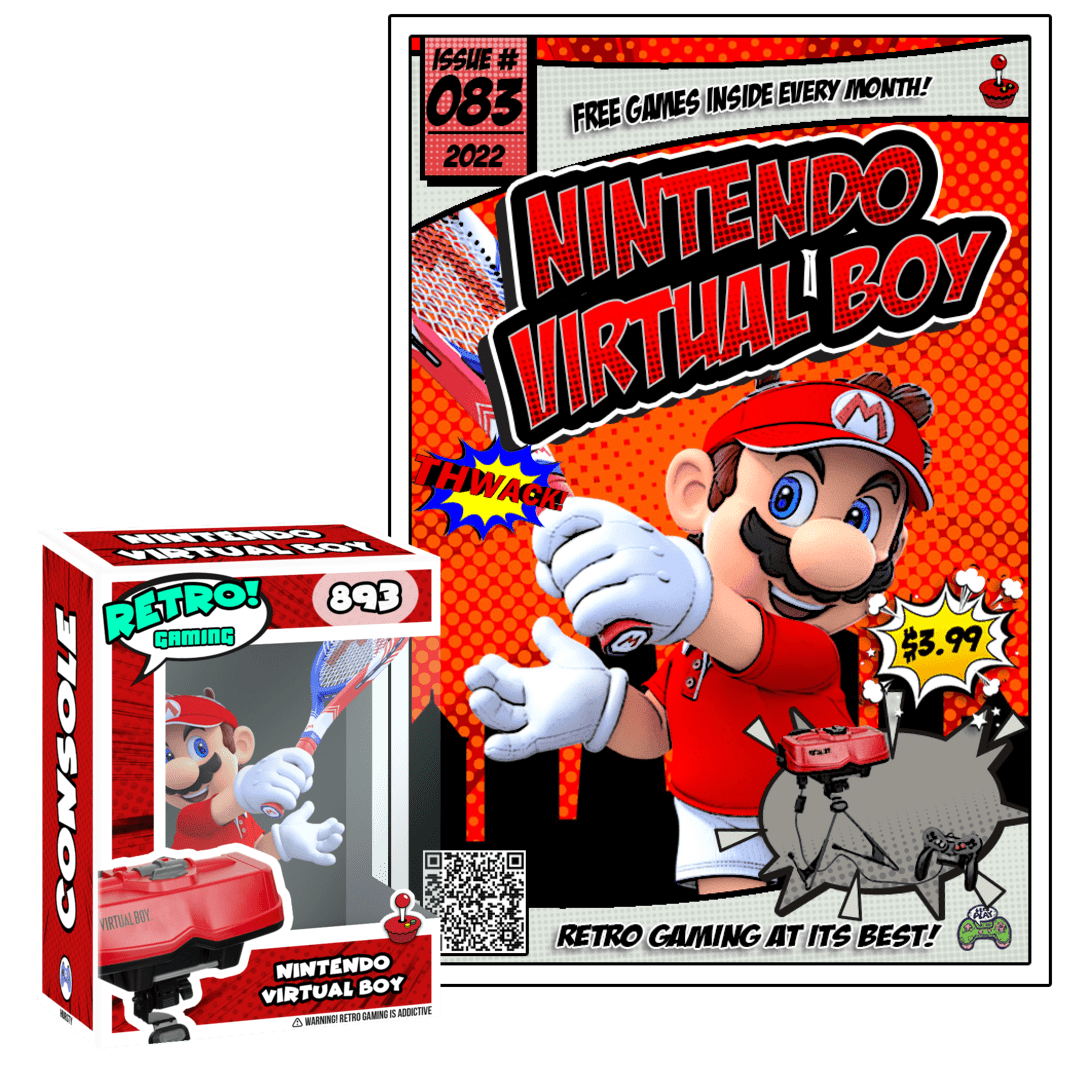 ISSUE #
083
2022
FREE GAMES INSIDE EVERY MONTH!
NINTENDO
VIRTUAL BOY
THWACK!
M
$3.99
RETRO GAMING AT ITS BEST!
NINTENDO
VIRTUAL BOY
RETRO!
GAMING
893
CONSOLE
M
VIRTUAL BOY
NINTENDO
VIRTUAL BOY
WARNING! RETRO GAMING IS ADDICTIVE